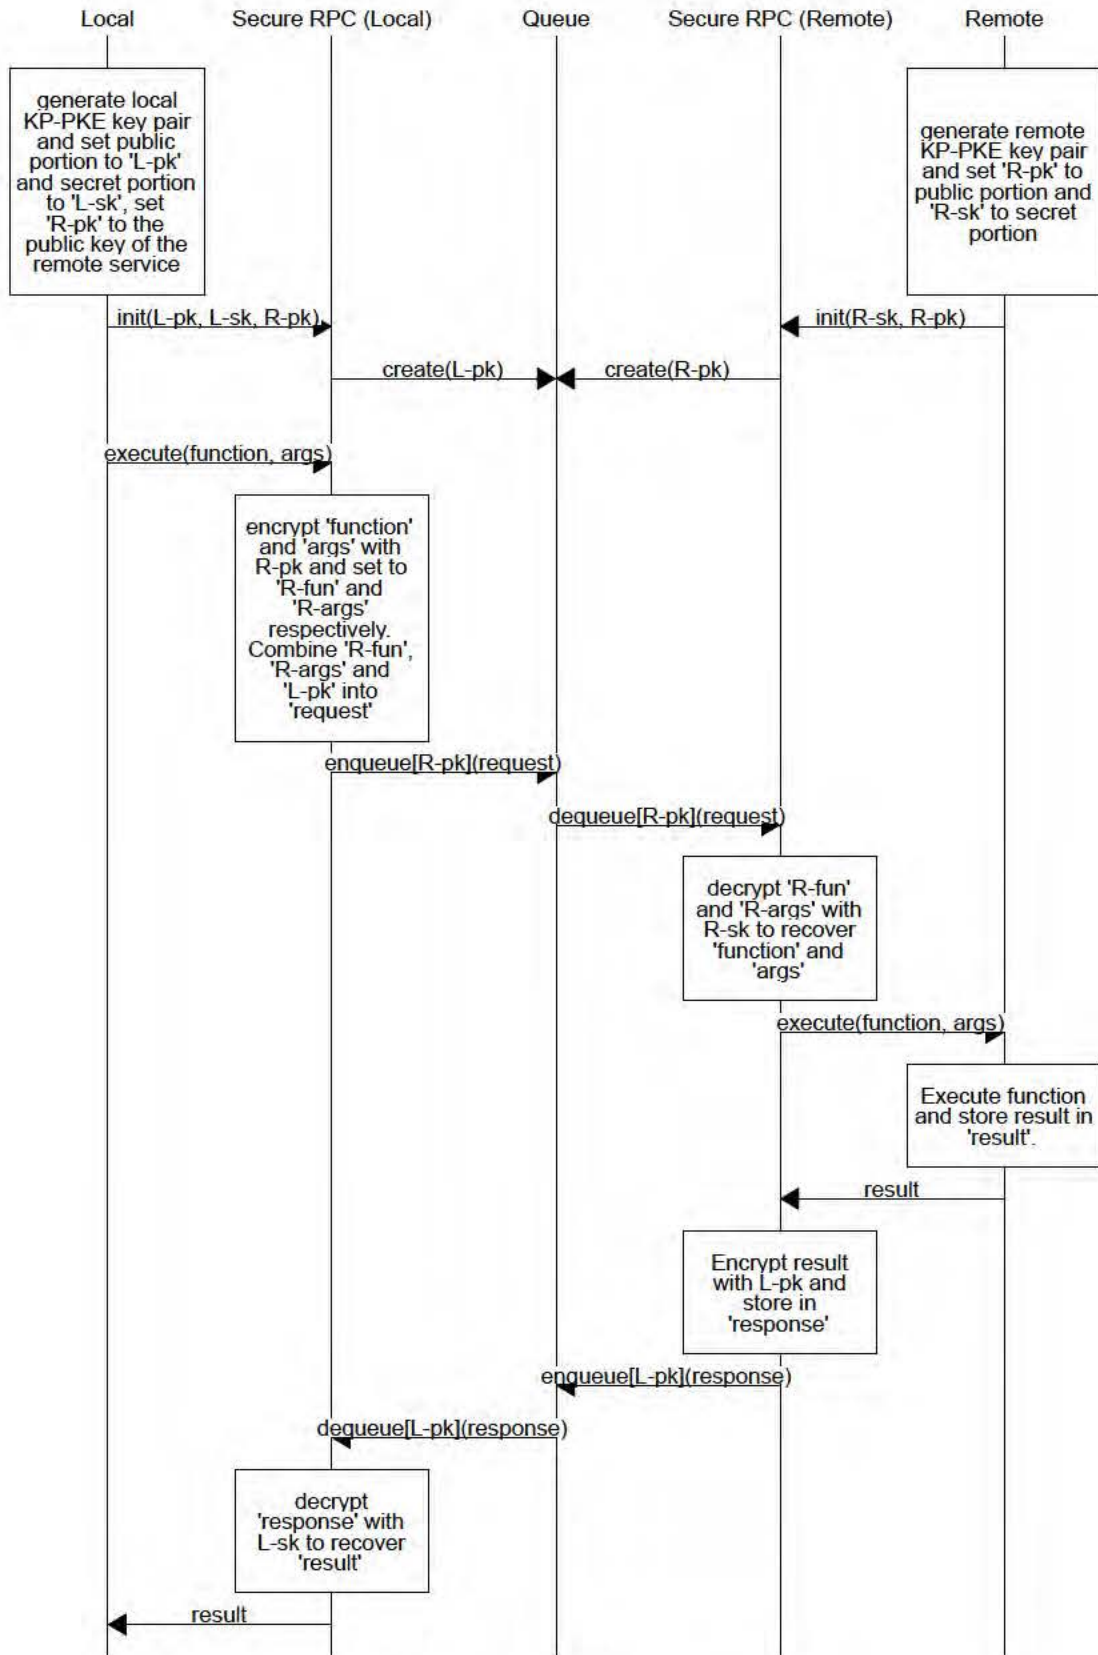 Local
Secure RPC (Local)
Queue
Secure RPC (Remote)
Remote
generate local
KP-PKE key pair
and set public
portion to 'L-pk'
and secret portion
to 'L-sk', set
'R-pk' to the
public key of the
remote service
generate remote
KP-PKE key pair
and set 'R-pk' to
public portion and
'R-sk' to secret
portion
init(L-pk, L-sk, R-pk)
init(R-sk, R-pk)
create(L-pk)
create(R-pk)
execute(function, args)
encrypt 'function'
and 'args' with
R-pk and set to
'R-fun' and
'R-args'
respectively.
Combine 'R-fun',
'R-args' and
'L-pk' into
'request'
enqueue[R-pk](request)
dequeue[R-pk](request)
decrypt 'R-fun'
and 'R-args' with
R-sk to recover
'function' and
'args'
execute(function, args)
Execute function
and store result in
'result'.
result
Encrypt result
with L-pk and
store in
'response'
enqueue[L-pk](response)
dequeue[L-pk](response)
decrypt
'response' with
L-sk to recover
'result'
result